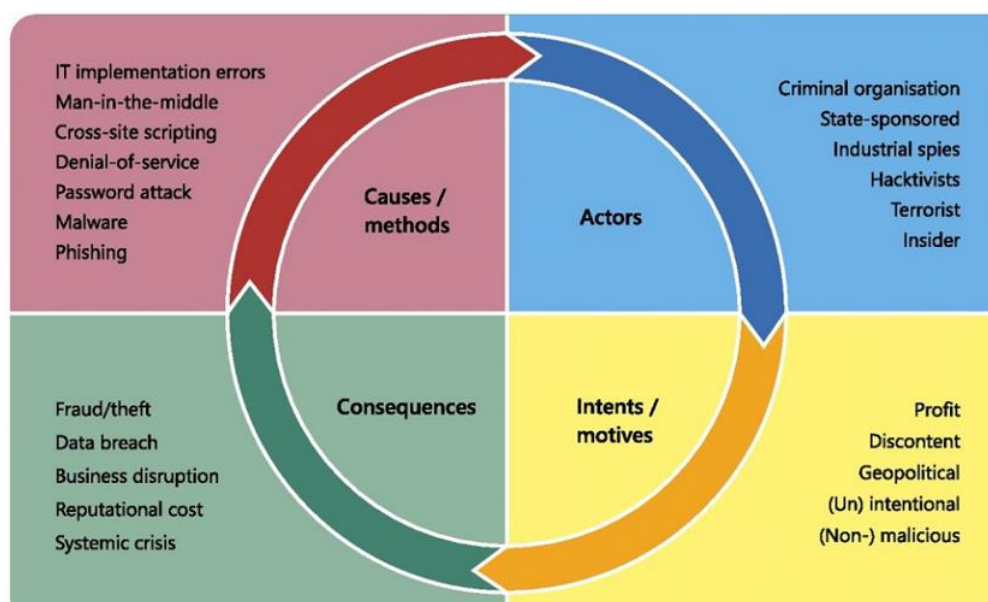 IT implementation errors
Man-in-the-middle
Cross-site scripting
Denial-of-service
Password attack
Malware
Phishing
Causes /
methods
Actors
Criminal organisation
State-sponsored
Industrial spies
Hacktivists
Terrorist
Insider
Fraud/theft
Data breach
Business disruption
Reputational cost
Systemic crisis
Consequences
Intents /
motives
Profit
Discontent
Geopolitical
(Un) intentional
(Non-) malicious